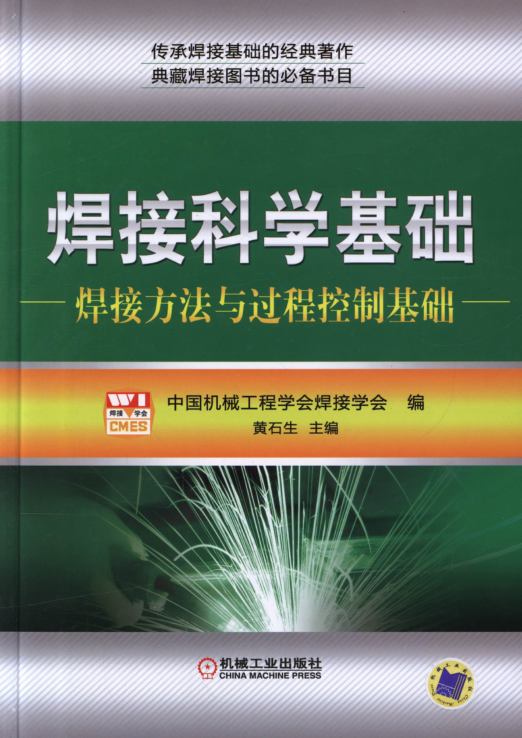 传承焊接基础的经典著作
典藏焊接图书的必备书目
焊接科学基础
焊接方法与过程控制基础
WI
焊接 学会
CMES
中国机械工程学会焊接学会 编
黄石生 主编
机械工业出版社
CHINA MACHINE PRESS